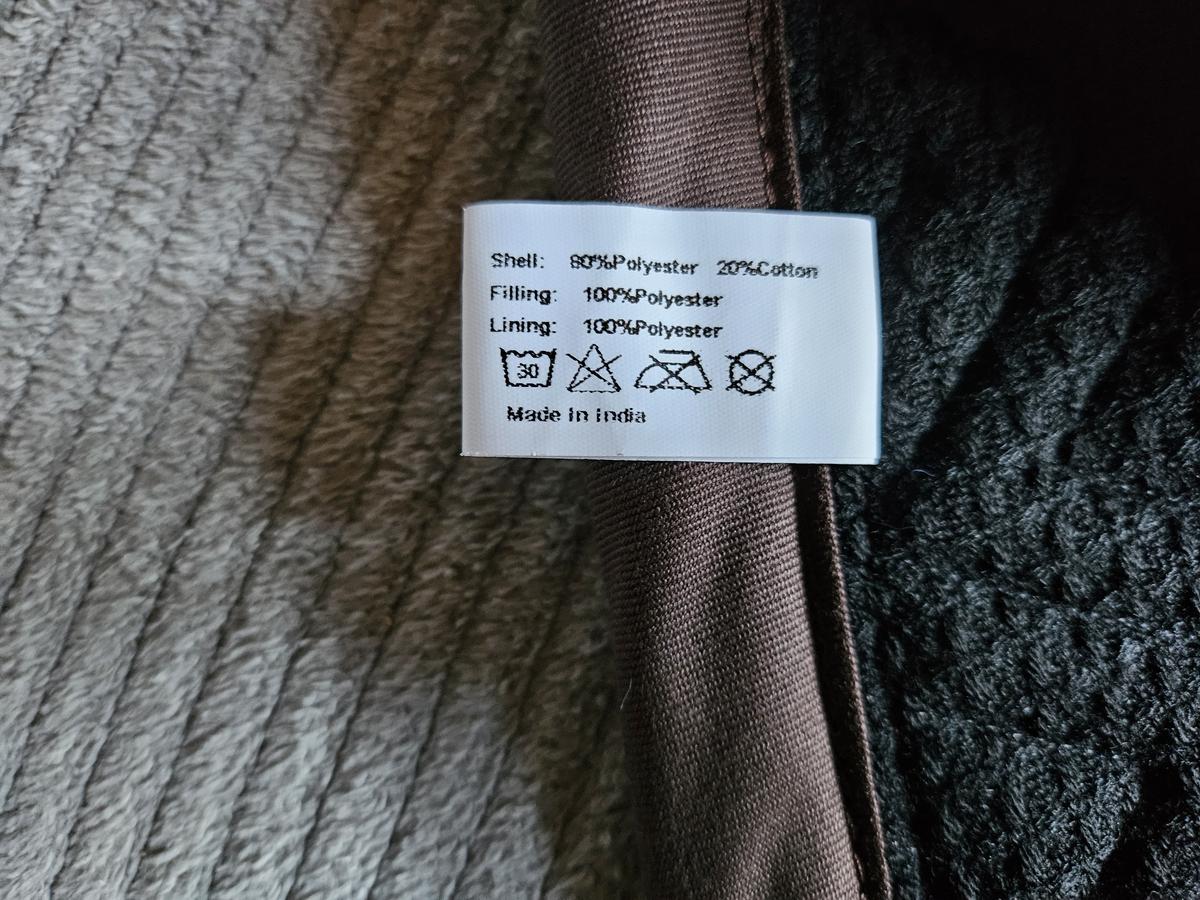 Shell: 80%Polyester 20%Cotton
Filling: 100%Polyester
Lining: 100%Polyester
30
Made In India